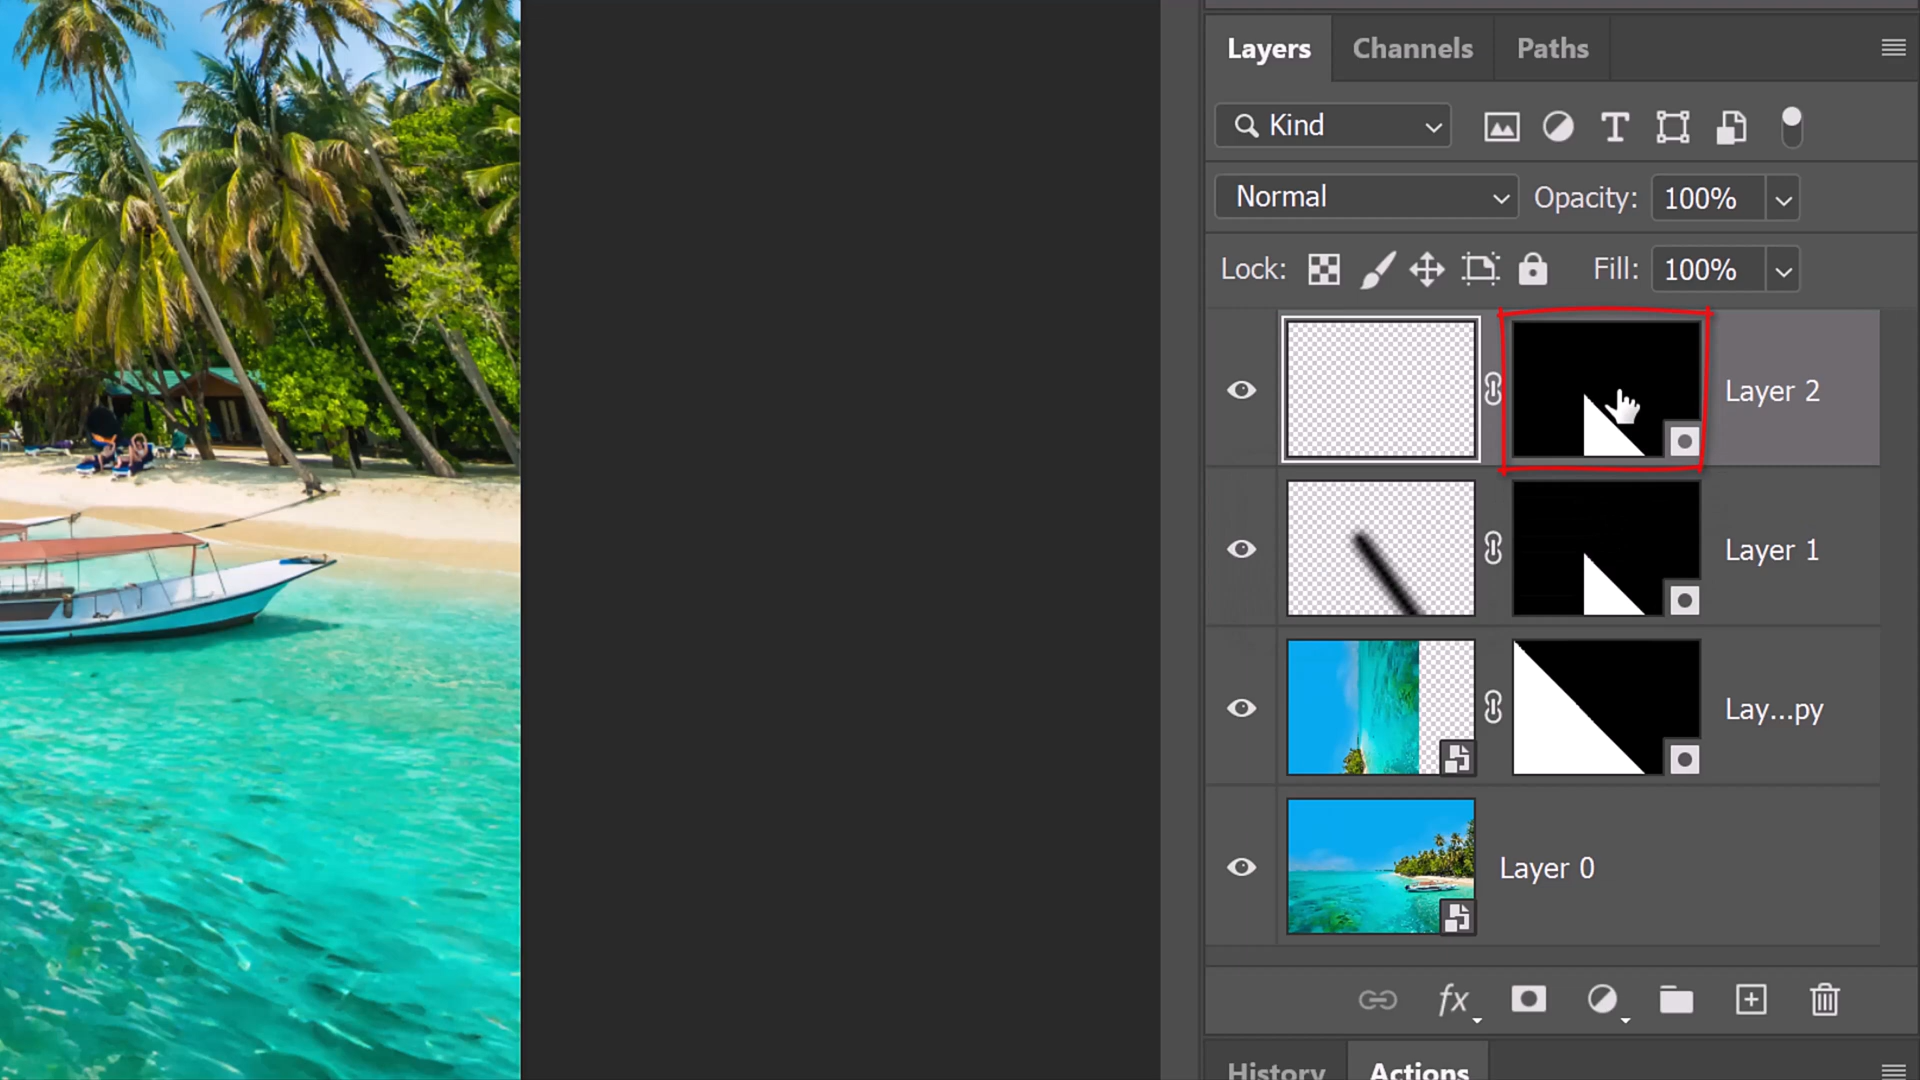 Layers Channels Paths
Kind
Normal Opacity: 100%
Lock: Fill: 100%
Layer 2
Layer 1
Lay...py
Layer 0
fx
History Actions